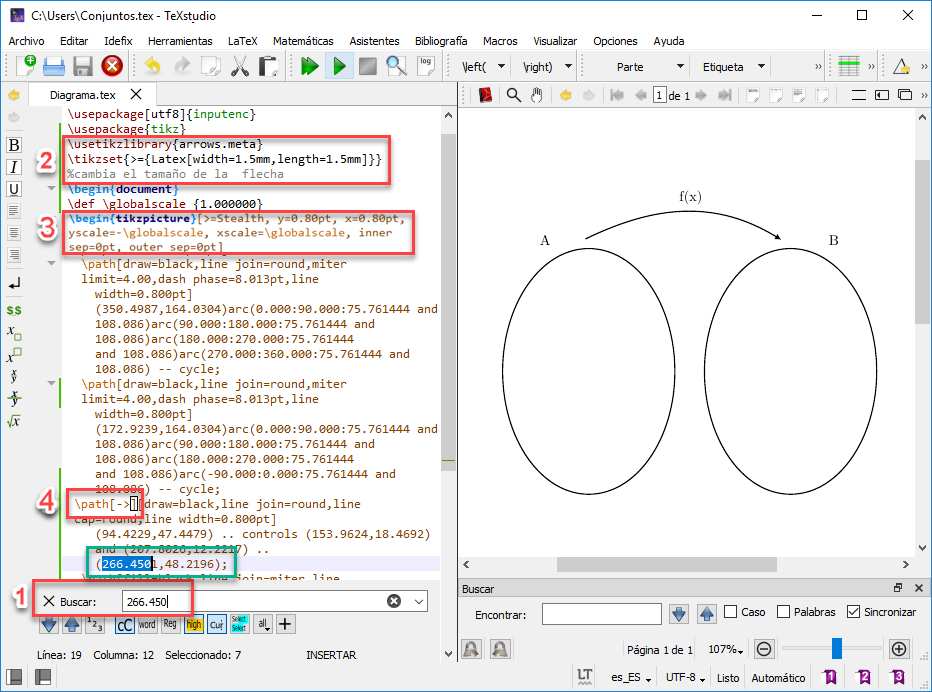 C:\Users\Conjuntos.tex - TeXstudio
Archivo Editar Idefix Herramientas LaTeX Matemáticas Asistentes Bibliografía Macros Visualizar Opciones Ayuda
log \left( \right) Parte Etiqueta
Diagrama.tex
1 de 1
\usepackage[utf8]{inputenc}
\usepackage{tikz}
2
\usetikzlibrary{arrows.meta}
\tikzset{>={Latex[width=1.5mm,length=1.5mm]}}
%cambia el tamaño de la flecha
\begin{document}
\def \globalscale {1.000000}
3
\begin{tikzpicture}[>=Stealth, y=0.80pt, x=0.80pt,
yscale=-\globalscale, xscale=\globalscale, inner
sep=0pt, outer sep=0pt]
\path[draw=black,line join=round,miter
limit=4.00,dash phase=8.013pt,line
width=0.800pt]
(350.4987,164.0304)arc(0.000:90.000:75.761444 and
108.086)arc(90.000:180.000:75.761444 and
108.086)arc(180.000:270.000:75.761444
and 108.086)arc(270.000:360.000:75.761444 and
108.086) -- cycle;
\path[draw=black,line join=round,miter
limit=4.00,dash phase=8.013pt,line
width=0.800pt]
(172.9239,164.0304)arc(0.000:90.000:75.761444 and
108.086)arc(90.000:180.000:75.761444 and
108.086)arc(180.000:270.000:75.761444
and 108.086)arc(-90.000:0.000:75.761444 and
108.086) -- cycle;
4
\path[->][draw=black,line join=round,line
cap=round,line width=0.800pt]
(94.4229,47.4479) .. controls (153.9624,18.4692)
and (207.8026,12.2217) ..
(266.4501,48.2196);
1
Buscar: 266.450
cC word Reg high Cur Select Select all
Línea: 19 Columna: 12 Seleccionado: 7 INSERTAR
f(x)
A B
Buscar
Encontrar: Caso Palabras Sincronizar
Página 1 de 1 107%
LT es_ES UTF-8 Listo Automático 1 2 3